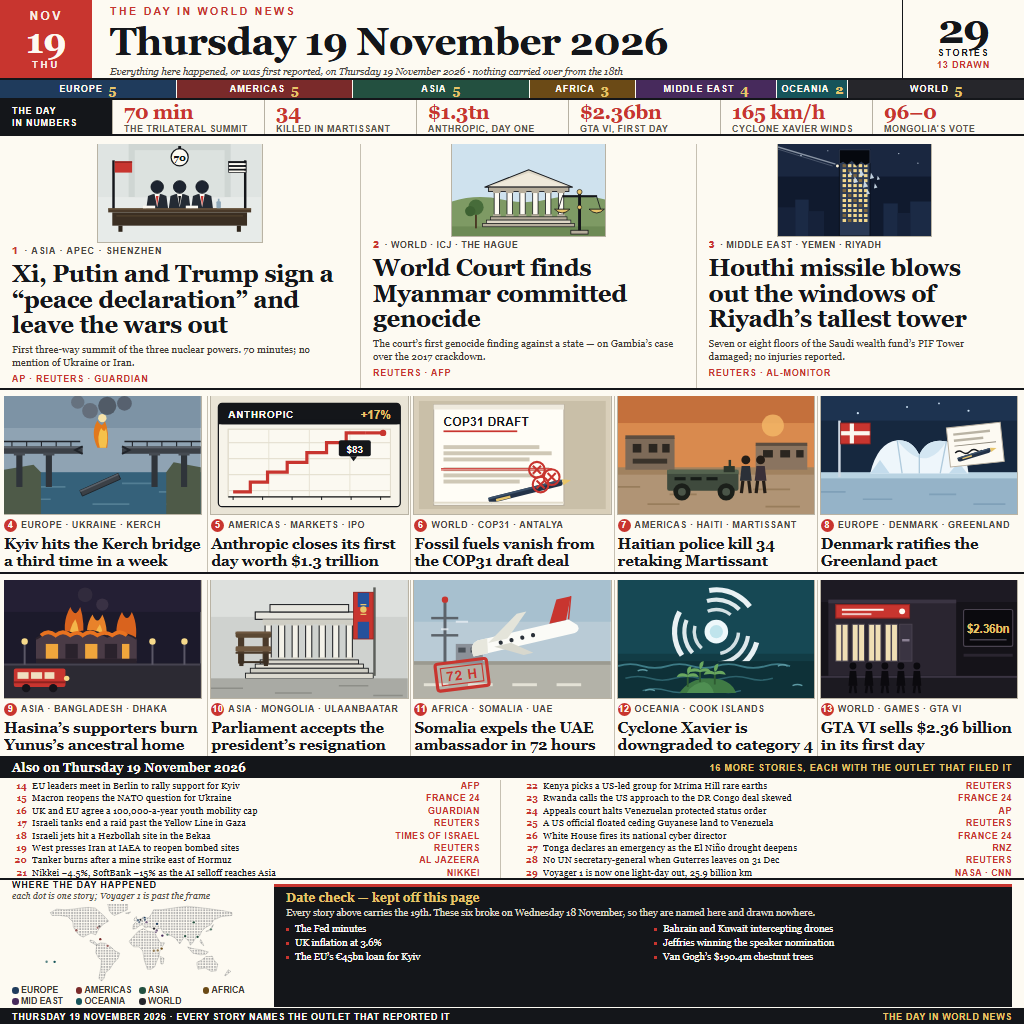 NOV
19
THU
THE DAY IN WORLD NEWS
Thursday 19 November 2026
Everything here happened, or was first reported, on Thursday 19 November 2026 · nothing carried over from the 18th
29
STORIES
13 DRAWN
EUROPE 5
AMERICAS 5
ASIA 5
AFRICA 3
MIDDLE EAST 4
OCEANIA 2
WORLD 5
THE DAY
IN NUMBERS
70 min
THE TRILATERAL SUMMIT
34
KILLED IN MARTISSANT
$1.3tn
ANTHROPIC, DAY ONE
$2.36bn
GTA VI, FIRST DAY
165 km/h
CYCLONE XAVIER WINDS
96–0
MONGOLIA'S VOTE
70
1 · ASIA · APEC · SHENZHEN
Xi, Putin and Trump sign a
“peace declaration” and
leave the wars out
First three-way summit of the three nuclear powers. 70 minutes; no
mention of Ukraine or Iran.
AP · REUTERS · GUARDIAN
2 · WORLD · ICJ · THE HAGUE
World Court finds
Myanmar committed
genocide
The court's first genocide finding against a state — on Gambia's case
over the 2017 crackdown.
REUTERS · AFP
3 · MIDDLE EAST · YEMEN · RIYADH
Houthi missile blows
out the windows of
Riyadh's tallest tower
Seven or eight floors of the Saudi wealth fund's PIF Tower
damaged; no injuries reported.
REUTERS · AL-MONITOR
4 EUROPE · UKRAINE · KERCH
Kyiv hits the Kerch bridge
a third time in a week
ANTHROPIC +17%
$83
5 AMERICAS · MARKETS · IPO
Anthropic closes its first
day worth $1.3 trillion
COP31 DRAFT
6 WORLD · COP31 · ANTALYA
Fossil fuels vanish from
the COP31 draft deal
7 AMERICAS · HAITI · MARTISSANT
Haitian police kill 34
retaking Martissant
8 EUROPE · DENMARK · GREENLAND
Denmark ratifies the
Greenland pact
9 ASIA · BANGLADESH · DHAKA
Hasina's supporters burn
Yunus's ancestral home
10 ASIA · MONGOLIA · ULAANBAATAR
Parliament accepts the
president's resignation
72 H
11 AFRICA · SOMALIA · UAE
Somalia expels the UAE
ambassador in 72 hours
12 OCEANIA · COOK ISLANDS
Cyclone Xavier is
downgraded to category 4
$2.36bn
13 WORLD · GAMES · GTA VI
GTA VI sells $2.36 billion
in its first day
Also on Thursday 19 November 2026
16 MORE STORIES, EACH WITH THE OUTLET THAT FILED IT
14 EU leaders meet in Berlin to rally support for Kyiv AFP
15 Macron reopens the NATO question for Ukraine FRANCE 24
16 UK and EU agree a 100,000-a-year youth mobility cap GUARDIAN
17 Israeli tanks end a raid past the Yellow Line in Gaza REUTERS
18 Israeli jets hit a Hezbollah site in the Bekaa TIMES OF ISRAEL
19 West presses Iran at IAEA to reopen bombed sites REUTERS
20 Tanker burns after a mine strike east of Hormuz AL JAZEERA
21 Nikkei −4.5%, SoftBank −15% as the AI selloff reaches Asia NIKKEI
22 Kenya picks a US-led group for Mrima Hill rare earths REUTERS
23 Rwanda calls the US approach to the DR Congo deal skewed FRANCE 24
24 Appeals court halts Venezuelan protected status order AP
25 A US official floated ceding Guyanese land to Venezuela REUTERS
26 White House fires its national cyber director FRANCE 24
27 Tonga declares an emergency as the El Niño drought deepens RNZ
28 No UN secretary-general when Guterres leaves on 31 Dec REUTERS
29 Voyager 1 is now one light-day out, 25.9 billion km NASA · CNN
WHERE THE DAY HAPPENED
each dot is one story; Voyager 1 is past the frame
EUROPE
AMERICAS
ASIA
AFRICA
MID EAST
OCEANIA
WORLD
Date check — kept off this page
Every story above carries the 19th. These six broke on Wednesday 18 November, so they are named here and drawn nowhere.
The Fed minutes
UK inflation at 3.6%
The EU's €45bn loan for Kyiv
Bahrain and Kuwait intercepting drones
Jeffries winning the speaker nomination
Van Gogh's $190.4m chestnut trees
THURSDAY 19 NOVEMBER 2026 · EVERY STORY NAMES THE OUTLET THAT REPORTED IT
THE DAY IN WORLD NEWS